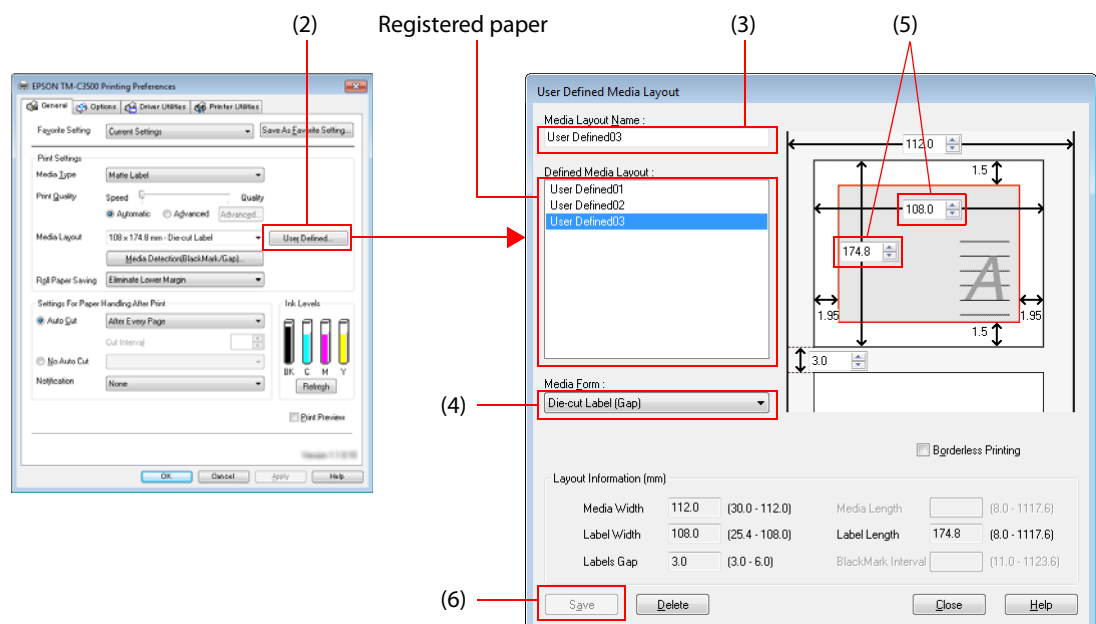 (2)
Registered paper
(3)
(5)
EPSON TM-C3500 Printing Preferences
General
Options
Driver Utilities
Printer Utilities
Favorite Setting
Current Settings
Save As Favorite Setting...
Print Settings
Media Type
Matte Label
Print Quality
Speed
Quality
Automatic
Advanced
Advanced...
Media Layout
108 x 174.8 mm - Die-cut Label
User Defined...
Media Detection(BlackMark/Gap)...
Roll Paper Saving
Eliminate Lower Margin
Settings For Paper Handling After Print
Auto Cut
After Every Page
Cut Interval
No Auto Cut
Notification
None
Ink Levels
BK C M Y
Refresh
Print Preview
OK
Cancel
Apply
Help
User Defined Media Layout
Media Layout Name :
User Defined03
Defined Media Layout :
User Defined01
User Defined02
User Defined03
112.0
1.5
108.0
174.8
A
1.95
1.95
1.5
3.0
(4)
Media Form :
Die-cut Label (Gap)
Borderless Printing
Layout Information (mm)
Media Width 112.0 (30.0 - 112.0) Media Length (8.0 - 1117.6)
Label Width 108.0 (25.4 - 108.0) Label Length 174.8 (8.0 - 1117.6)
Labels Gap 3.0 (3.0 - 6.0) BlackMark Interval (11.0 - 1123.6)
(6)
Save
Delete
Close
Help